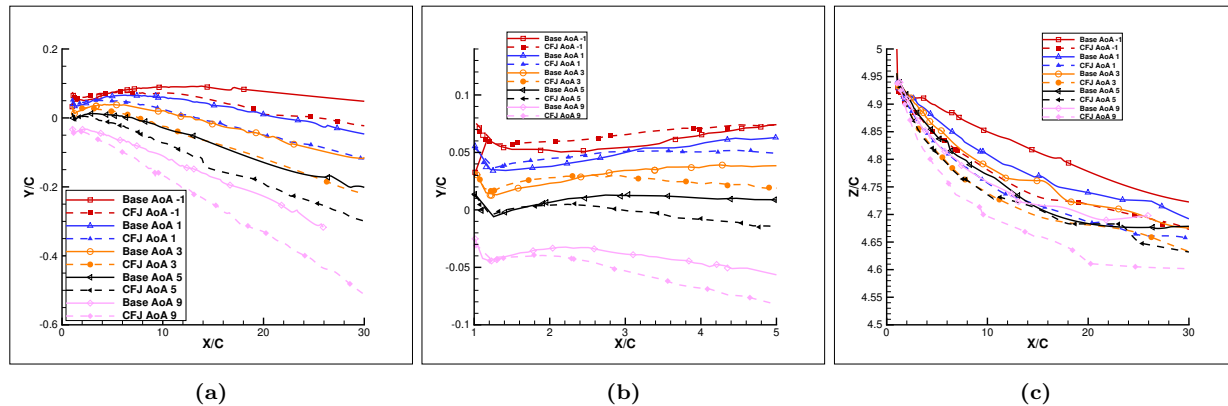 0.2
0
-0.2
-0.4
-0.6
0
10
20
30
Y/C
X/C
Base AoA -1
CFJ AoA -1
Base AoA 1
CFJ AoA 1
Base AoA 3
CFJ AoA 3
Base AoA 5
CFJ AoA 5
Base AoA 9
CFJ AoA 9
(a)
0.1
0.05
0
-0.05
-0.1
1
2
3
4
5
Y/C
X/C
Base AoA -1
CFJ AoA -1
Base AoA 1
CFJ AoA 1
Base AoA 3
CFJ AoA 3
Base AoA 5
CFJ AoA 5
Base AoA 9
CFJ AoA 9
(b)
5
4.95
4.9
4.85
4.8
4.75
4.7
4.65
4.6
4.55
4.5
0
10
20
30
Z/C
X/C
Base AoA -1
CFJ AoA -1
Base AoA 1
CFJ AoA 1
Base AoA 3
CFJ AoA 3
Base AoA 5
CFJ AoA 5
Base AoA 9
CFJ AoA 9
(c)